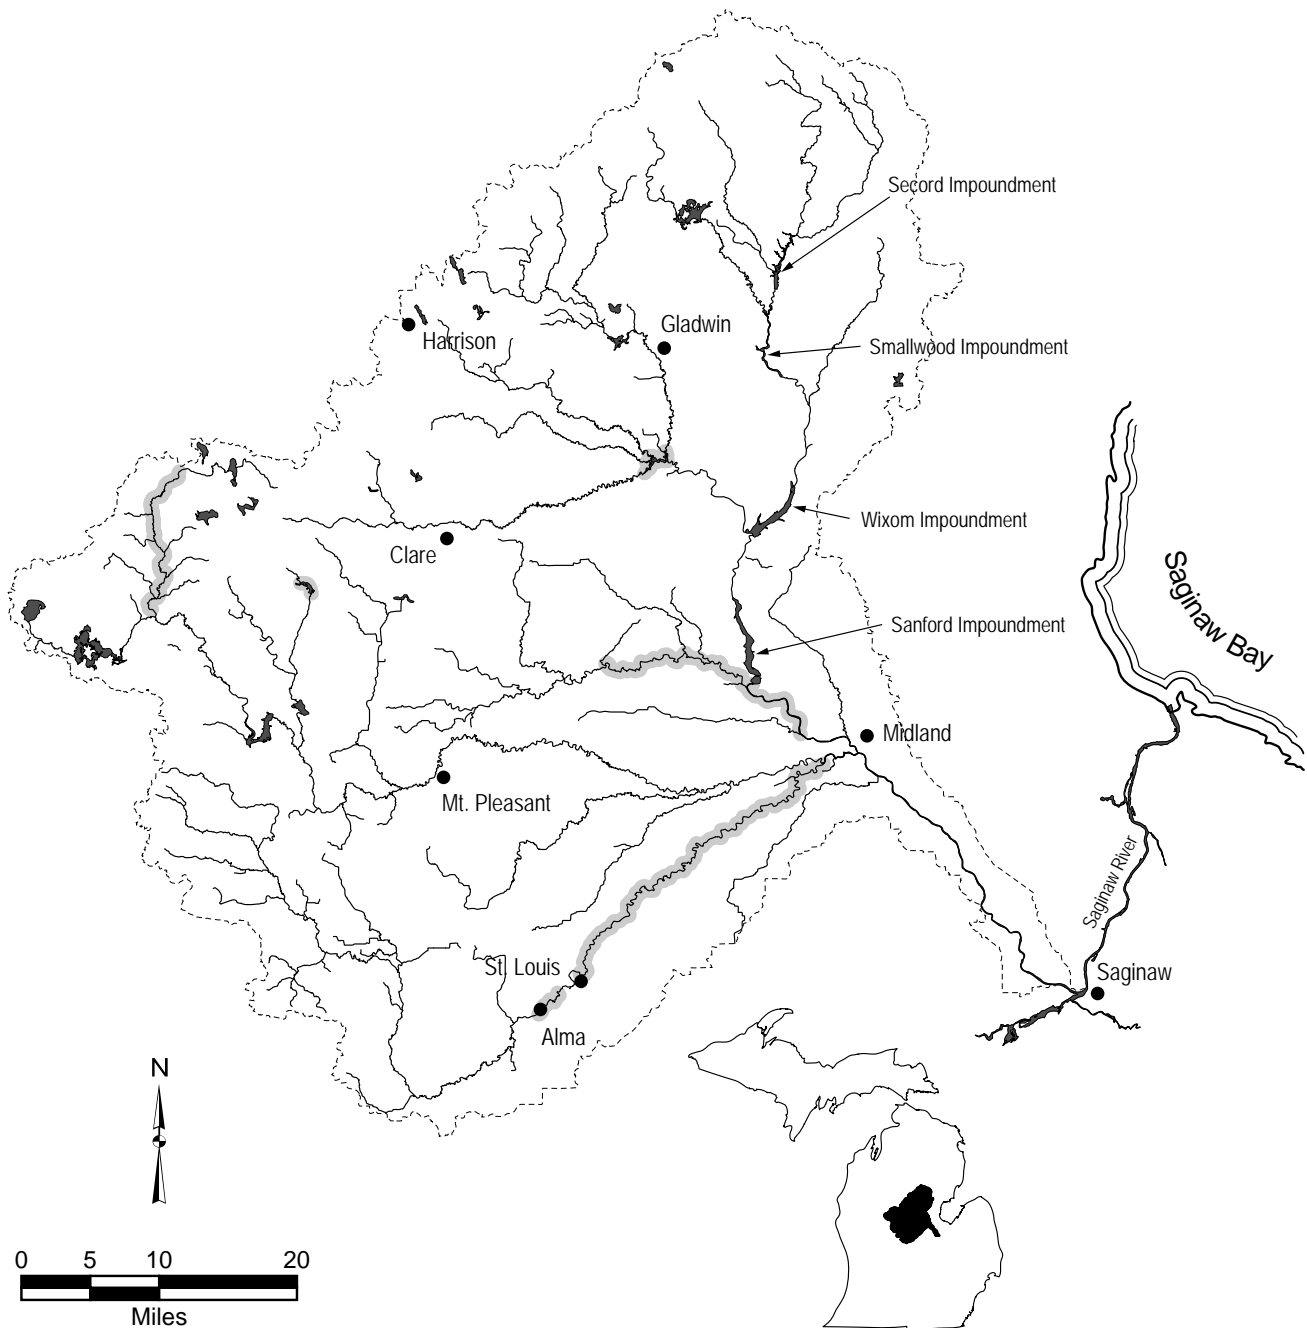 Secord Impoundment
Gladwin
Harrison
Smallwood Impoundment
Wixom Impoundment
Clare
Saginaw Bay
Sanford Impoundment
Midland
Mt. Pleasant
Saginaw River
St. Louis
Saginaw
Alma
N
0 5 10 20
Miles